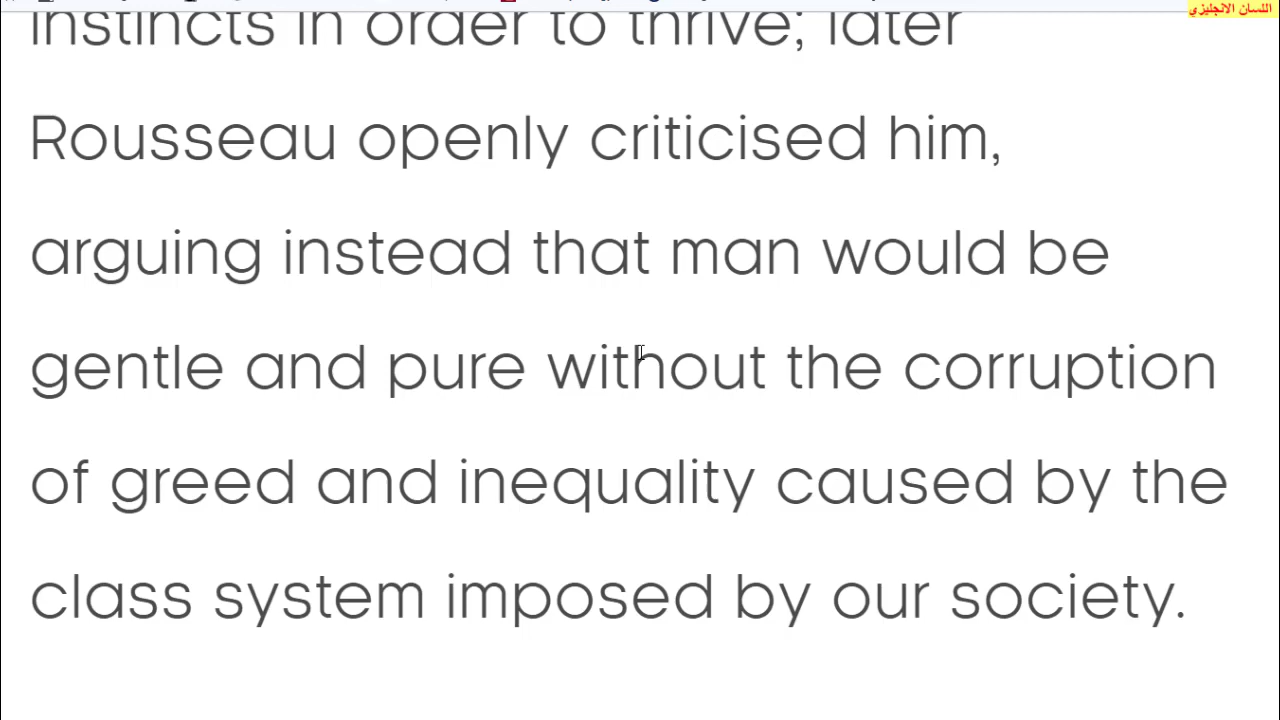 اللسان الانجليزي
instincts in order to thrive; later
Rousseau openly criticised him,
arguing instead that man would be
gentle and pure without the corruption
of greed and inequality caused by the
class system imposed by our society.